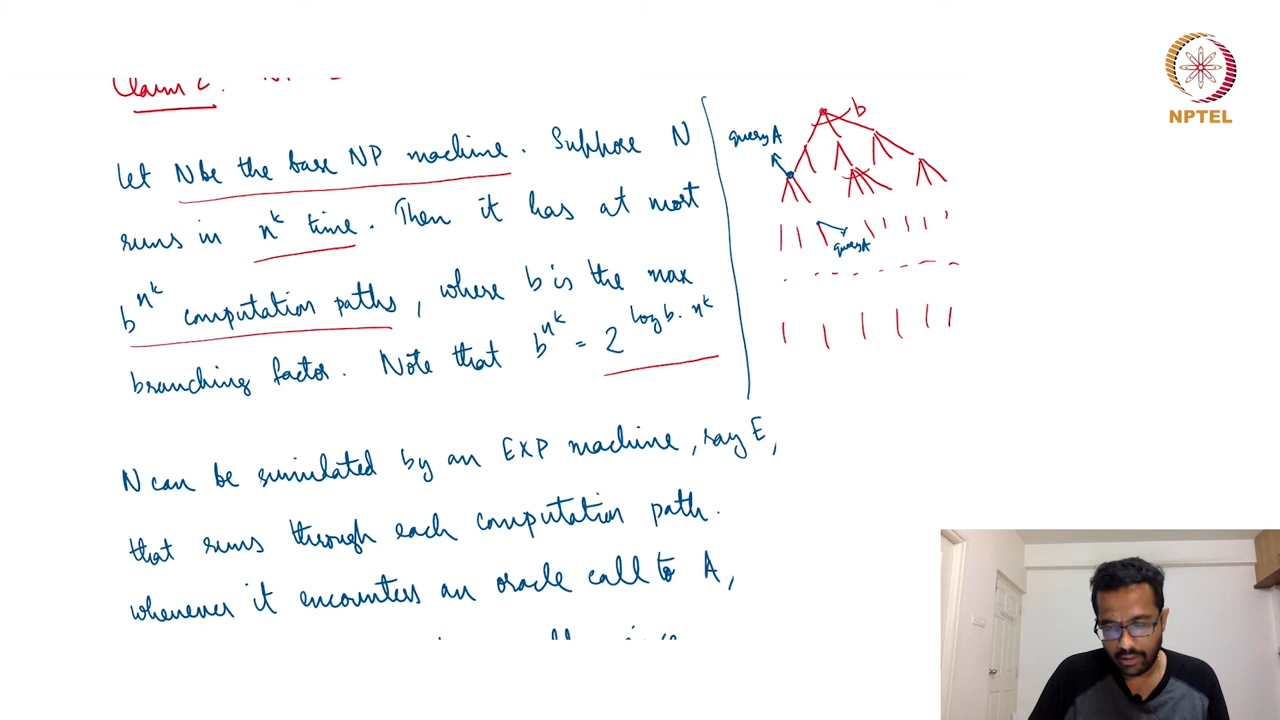 Claim 2.
Let N be the base NP machine. Suppose N
runs in n^k time. Then it has at most
b^{n^k} computation paths, where b is the max
branching factor. Note that b^{n^k} = 2^{log b. n^k}
N can be simulated by an EXP machine, say E,
that runs through each computation path.
whenever it encounters an oracle call to A,
b
query A
query A
NPTEL